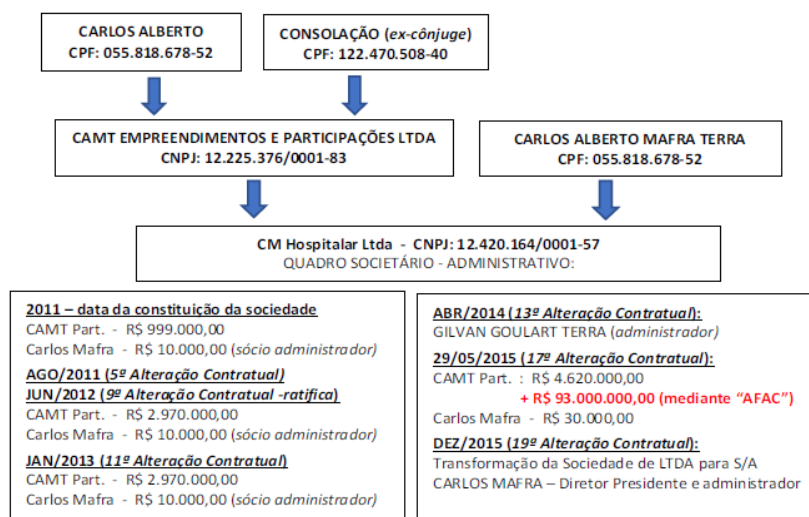 CARLOS ALBERTO
CPF: 055.818.678-52
CONSOLAÇÃO (ex-cônjuge)
CPF: 122.470.508-40
CAMT EMPREENDIMENTOS E PARTICIPAÇÕES LTDA
CNPJ: 12.225.376/0001-83
CARLOS ALBERTO MAFRA TERRA
CPF: 055.818.678-52
CM Hospitalar Ltda - CNPJ: 12.420.164/0001-57
QUADRO SOCIETÁRIO - ADMINISTRATIVO:
2011 – data da constituição da sociedade
CAMT Part. - R$ 999.000,00
Carlos Mafra - R$ 10.000,00 (sócio administrador)
AGO/2011 (5ª Alteração Contratual)
JUN/2012 (9ª Alteração Contratual -ratifica)
CAMT Part. - R$ 2.970.000,00
Carlos Mafra - R$ 10.000,00 (sócio administrador)
JAN/2013 (11ª Alteração Contratual)
CAMT Part. - R$ 2.970.000,00
Carlos Mafra - R$ 10.000,00 (sócio administrador)
ABR/2014 (13ª Alteração Contratual):
GILVAN GOULART TERRA (administrador)
29/05/2015 (17ª Alteração Contratual):
CAMT Part. : R$ 4.620.000,00
+ R$ 93.000.000,00 (mediante “AFAC”)
Carlos Mafra - R$ 30.000,00
DEZ/2015 (19ª Alteração Contratual):
Transformação da Sociedade de LTDA para S/A
CARLOS MAFRA – Diretor Presidente e administrador